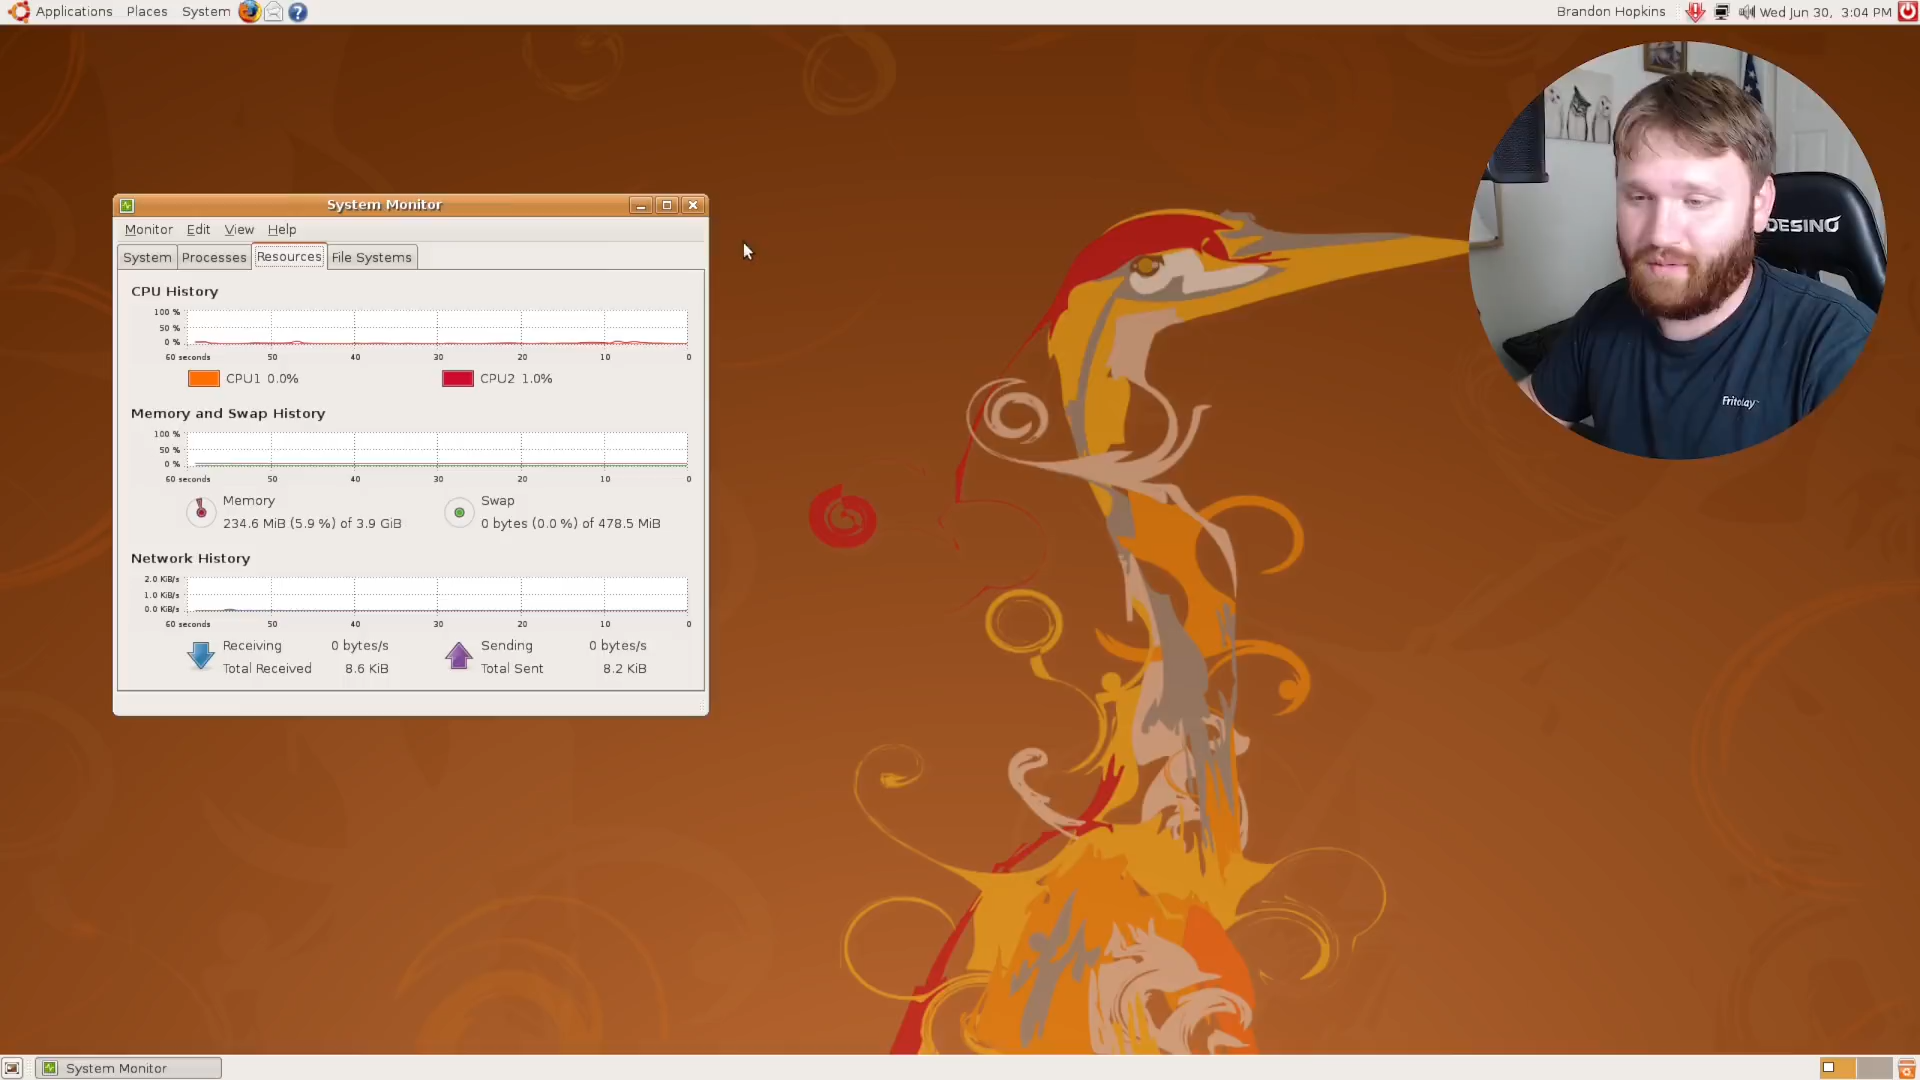 Applications Places System
Brandon Hopkins
Wed Jun 30, 3:04 PM
System Monitor
Monitor Edit View Help
System Processes Resources File Systems
CPU History
100 %
50 %
0 %
60 seconds 50 40 30 20 10 0
CPU1 0.0% CPU2 1.0%
Memory and Swap History
100 %
50 %
0 %
60 seconds 50 40 30 20 10 0
Memory
234.6 MiB (5.9 %) of 3.9 GiB
Swap
0 bytes (0.0 %) of 478.5 MiB
Network History
2.0 KiB/s
1.0 KiB/s
0.0 KiB/s
60 seconds 50 40 30 20 10 0
Receiving 0 bytes/s
Total Received 8.6 KiB
Sending 0 bytes/s
Total Sent 8.2 KiB
DESINO
Fritolay
System Monitor